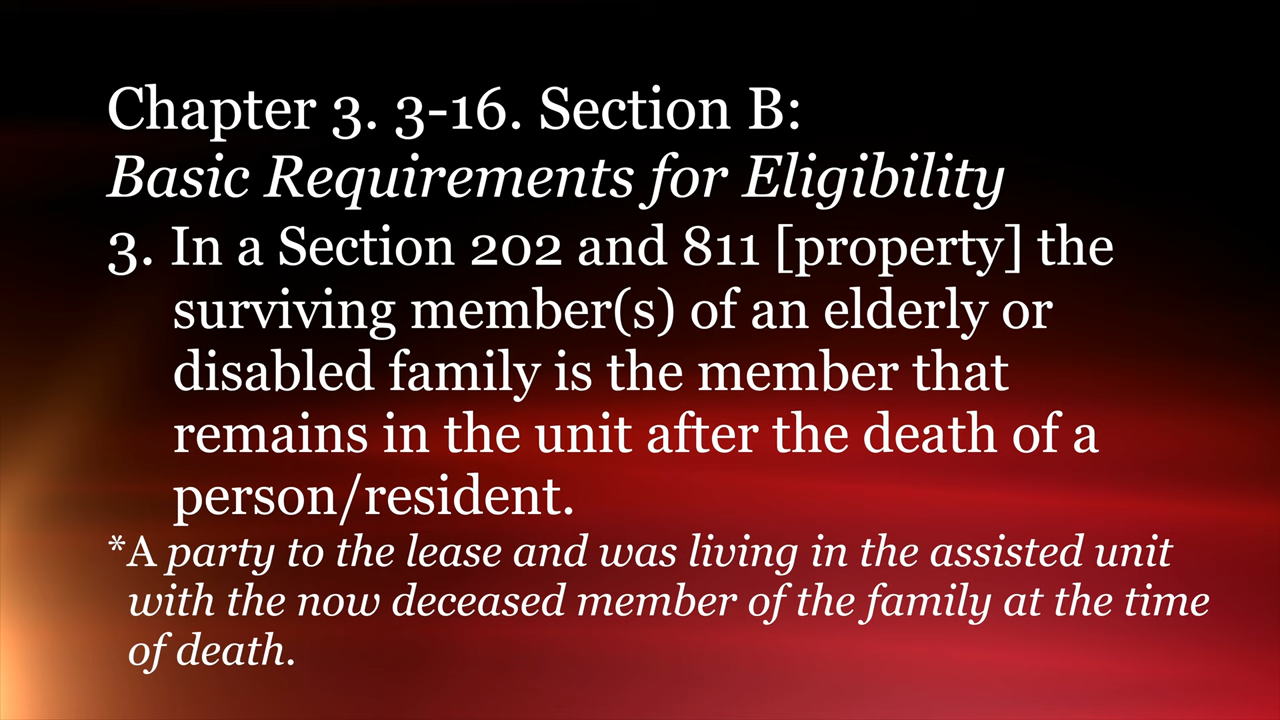 Chapter 3. 3-16. Section B:
Basic Requirements for Eligibility
3. In a Section 202 and 811 [property] the
surviving member(s) of an elderly or
disabled family is the member that
remains in the unit after the death of a
person/resident.
*A party to the lease and was living in the assisted unit
with the now deceased member of the family at the time
of death.